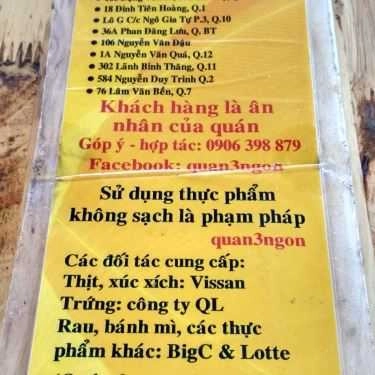 18 Đinh Tiên Hoàng, Q.1
Lô G C/c Ngô Gia Tự P.3, Q.10
36A Phan Đăng Lưu, Q. BT
106 Nguyễn Văn Đậu
1A Nguyễn Văn Quá, Q.12
302 Lãnh Binh Thăng, Q.11
584 Nguyễn Duy Trinh Q.2
76 Lâm Văn Bền, Q.7
Khách hàng là ân
nhân của quán
Góp ý - hợp tác: 0906 398 879
Facebook: quan3ngon
Sử dụng thực phẩm
không sạch là phạm pháp
quan3ngon
Các đối tác cung cấp:
Thịt, xúc xích: Vissan
Trứng: công ty QL
Rau, bánh mì, các thực
phẩm khác: BigC & Lotte